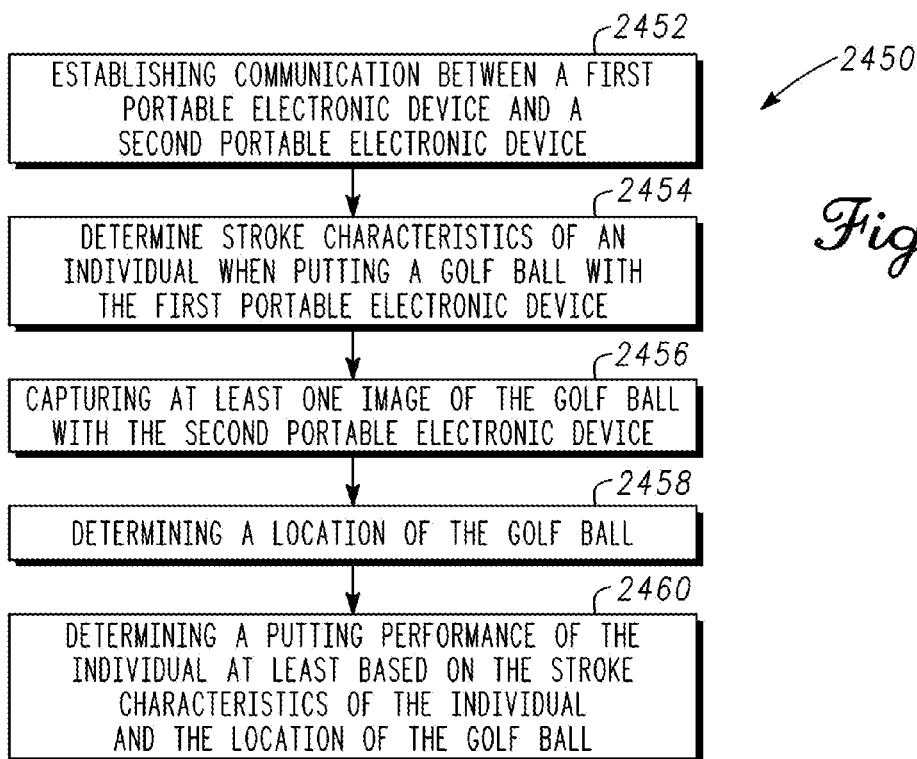 2452
2450
ESTABLISHING COMMUNICATION BETWEEN A FIRST
PORTABLE ELECTRONIC DEVICE AND A
SECOND PORTABLE ELECTRONIC DEVICE
2454
DETERMINE STROKE CHARACTERISTICS OF AN
INDIVIDUAL WHEN PUTTING A GOLF BALL WITH
THE FIRST PORTABLE ELECTRONIC DEVICE
Fig
2456
CAPTURING AT LEAST ONE IMAGE OF THE GOLF BALL
WITH THE SECOND PORTABLE ELECTRONIC DEVICE
2458
DETERMINING A LOCATION OF THE GOLF BALL
2460
DETERMINING A PUTTING PERFORMANCE OF THE
INDIVIDUAL AT LEAST BASED ON THE STROKE
CHARACTERISTICS OF THE INDIVIDUAL
AND THE LOCATION OF THE GOLF BALL